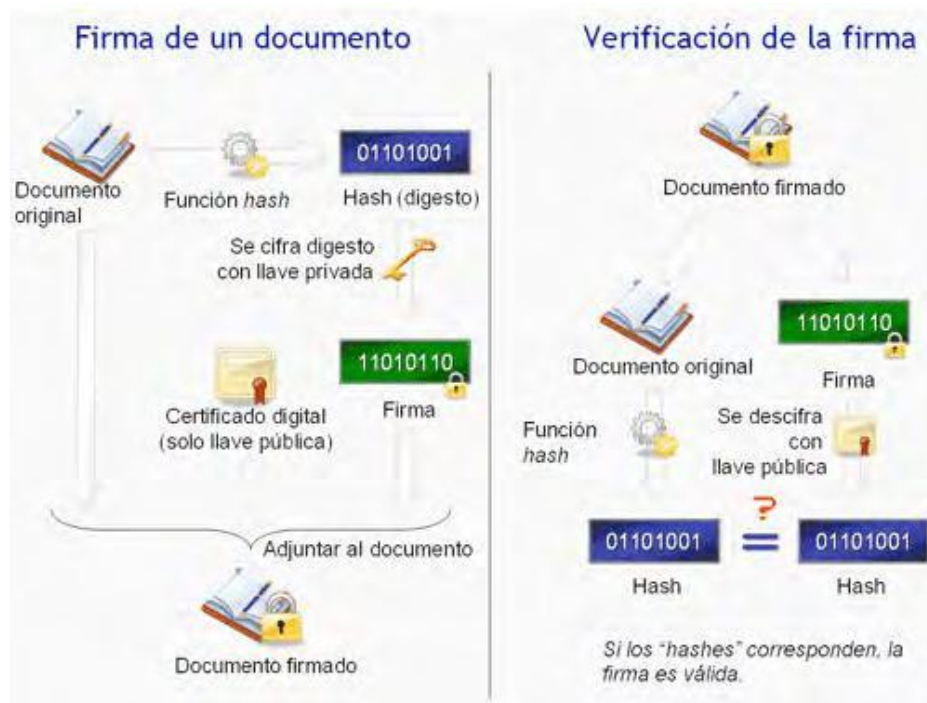 Firma de un documento
Documento
original
Función hash
01101001
Hash (digesto)
Se cifra digesto
con llave privada
Certificado digital
(solo llave pública)
11010110
Firma
Adjuntar al documento
Documento firmado
Verificación de la firma
Documento firmado
Documento original
11010110
Firma
Función
hash
Se descifra
con
llave pública
01101001
Hash
?
=
01101001
Hash
Si los "hashes" corresponden, la
firma es válida.